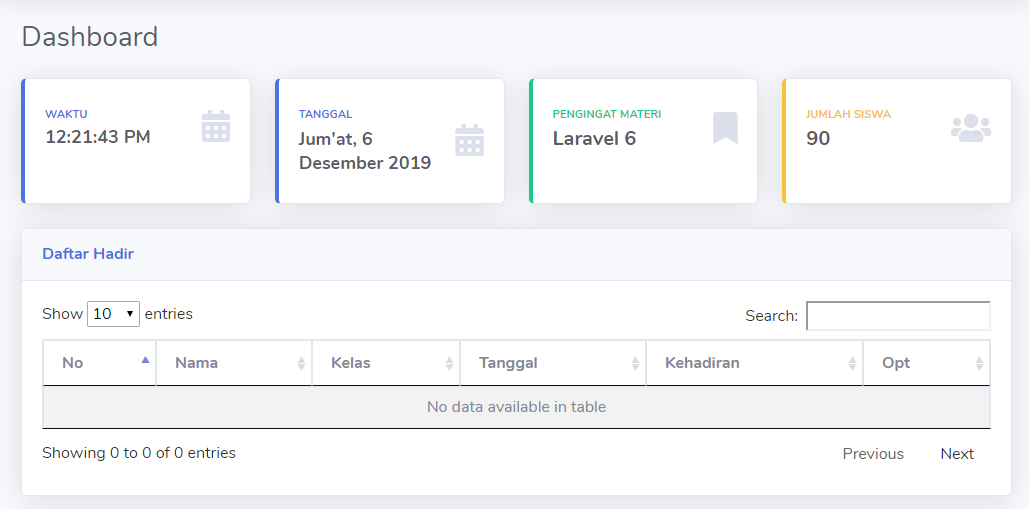 Dashboard
WAKTU
12:21:43 PM
TANGGAL
Jum'at, 6
Desember 2019
PENGINGAT MATERI
Laravel 6
JUMLAH SISWA
90
Daftar Hadir
Show 10 entries
Search:
No Nama Kelas Tanggal Kehadiran Opt
No data available in table
Showing 0 to 0 of 0 entries
Previous Next